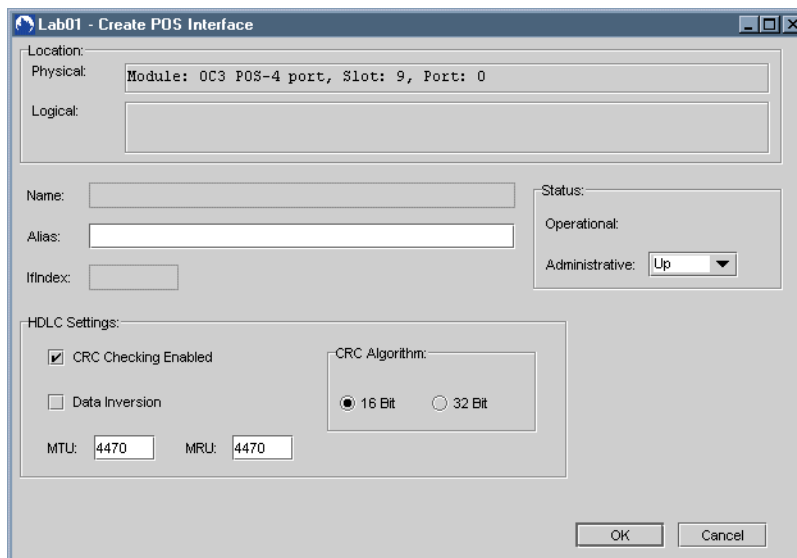 Lab01 - Create POS Interface
Location:
Physical: Module: OC3 POS-4 port, Slot: 9, Port: 0
Logical:
Name:
Status:
Operational:
Alias:
Administrative: Up
IfIndex:
HDLC Settings:
CRC Checking Enabled
CRC Algorithm:
Data Inversion
16 Bit 32 Bit
MTU: 4470 MRU: 4470
OK Cancel